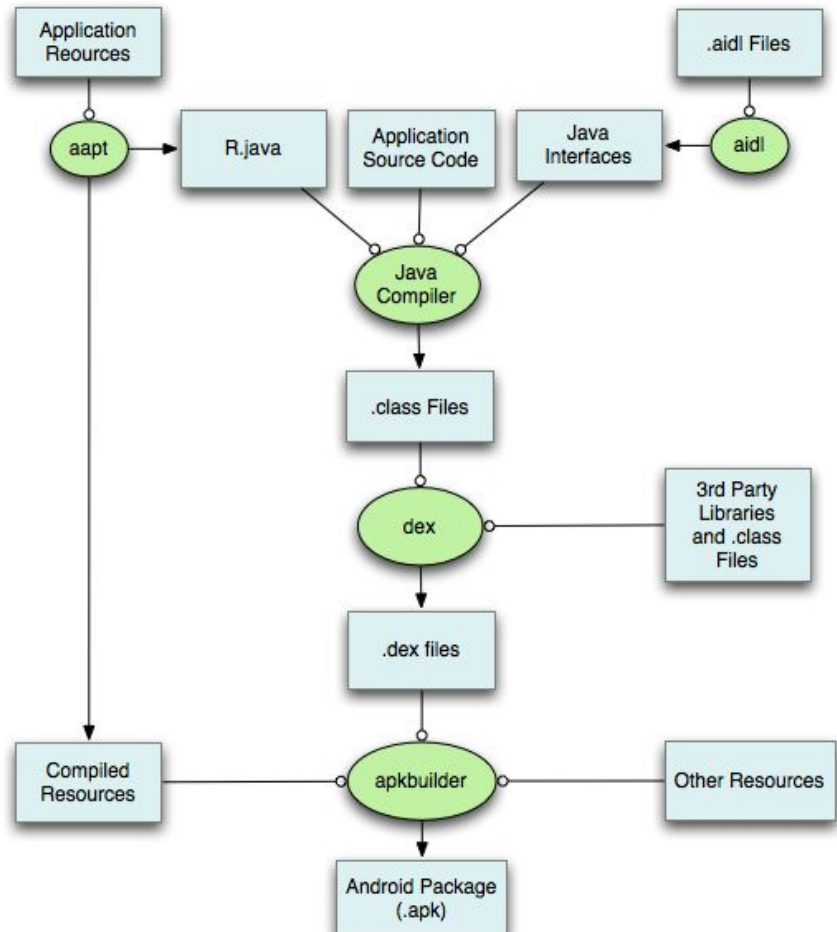 Application
Reources
.aidl Files
aapt
R.java
Application
Source Code
Java
Interfaces
aidl
Java
Compiler
.class Files
dex
3rd Party
Libraries
and .class
Files
.dex files
Compiled
Resources
apkbuilder
Other Resources
Android Package
(.apk)